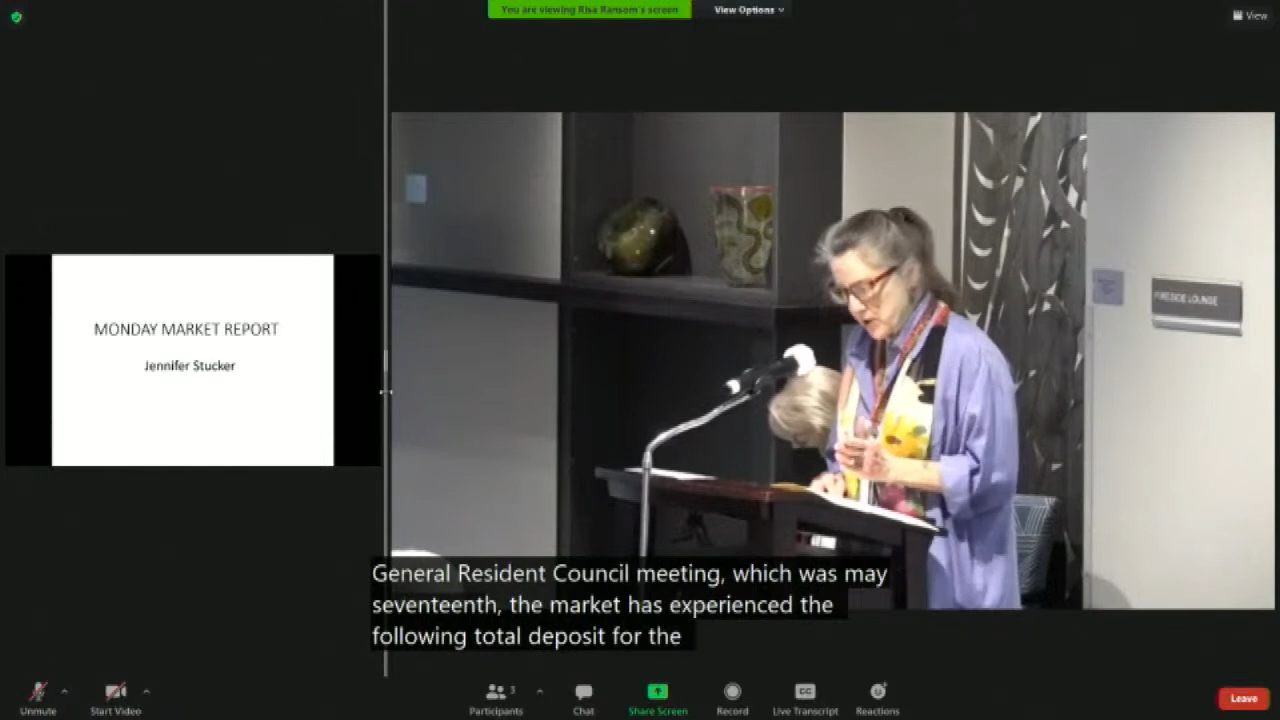 You are viewing Risa Ransom's screen
View Options
View
MONDAY MARKET REPORT
Jennifer Stucker
FIRESIDE LOUNGE
General Resident Council meeting, which was may
seventeenth, the market has experienced the
following total deposit for the
Unmute
Start Video
3
Participants
Chat
Share Screen
Record
CC
Live Transcript
Reactions
Leave